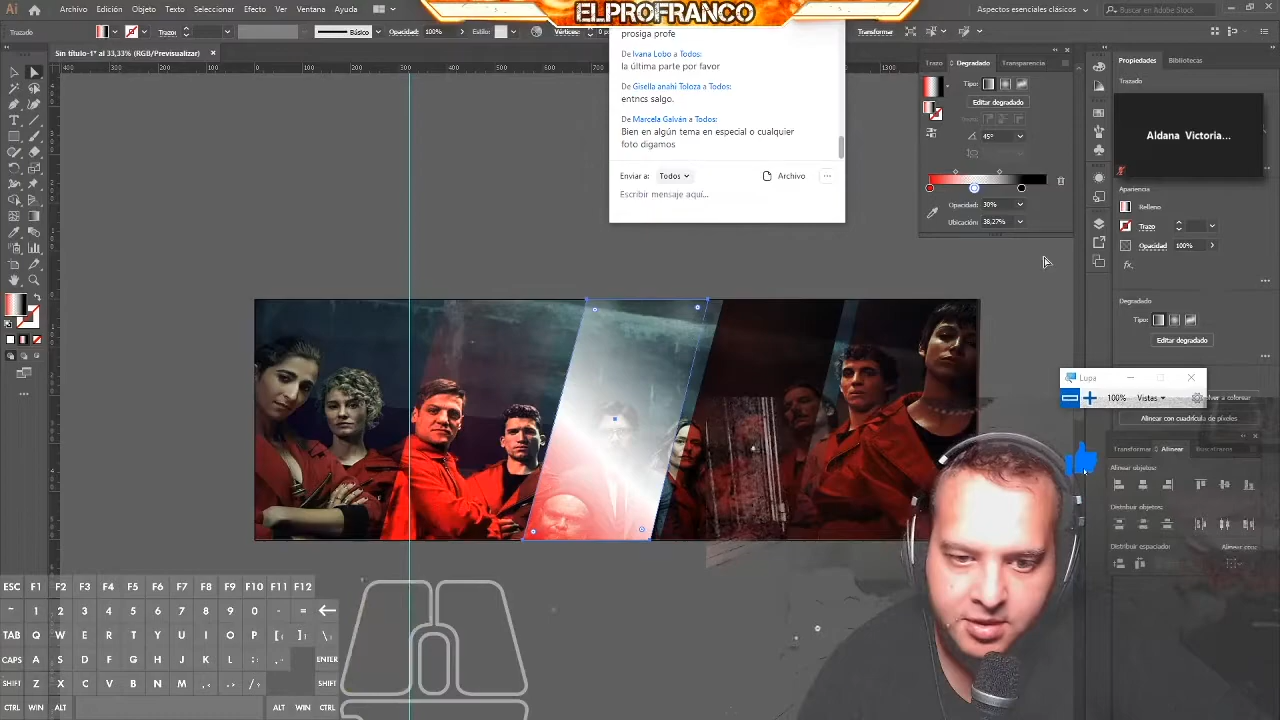 Ai Archivo Edición Objeto Texto Seleccionar Efecto Ver Ventana Ayuda
ELPROFRANCO
Aspectos esenciales clásicos
Buscar en Adobe Stock
Trazado
Trazo:
Básico
Opacidad: 100%
Estilo:
Vértices:
Transformar
Sin título-1* al 33,33% (RGB/Previsualizar)
prosiga profe
De Ivana Lobo a Todos:
la última parte por favor
De Gisella anahi Toloza a Todos:
entncs salgo.
De Marcela Galván a Todos:
Bien en algún tema en especial o cualquier
foto digamos
Enviar a: Todos
Archivo
Escribir mensaje aquí...
Trazo Degradado Transparencia
Tipo:
Editar degradado
45°
Opacidad: 30%
Ubicación: 38,27%
Propiedades Bibliotecas
Trazado
Aldana Victoria...
Apariencia
Relleno
Trazo
Opacidad 100%
fx.
Degradado
Tipo:
Editar degradado
Lupa
100% Vistas
Alinear con cuadrícula de píxeles
Transformar Alinear
Alinear objetos:
Distribuir objetos:
Distribuir espaciado:
ESC F1 F2 F3 F4 F5 F6 F7 F8 F9 F10 F11 F12
~ 1 2 3 4 5 6 7 8 9 0 - =
TAB Q W E R T Y U I O P [ ] \
CAPS A S D F G H J K L ENTER
SHIFT Z X C V B N M SHIFT
CTRL WIN ALT ALT WIN CTRL